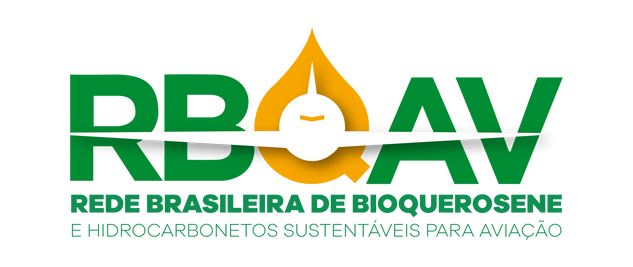 RBQAV
REDE BRASILEIRA DE BIOQUEROSENE
E HIDROCARBONETOS SUSTENTÁVEIS PARA AVIAÇÃO